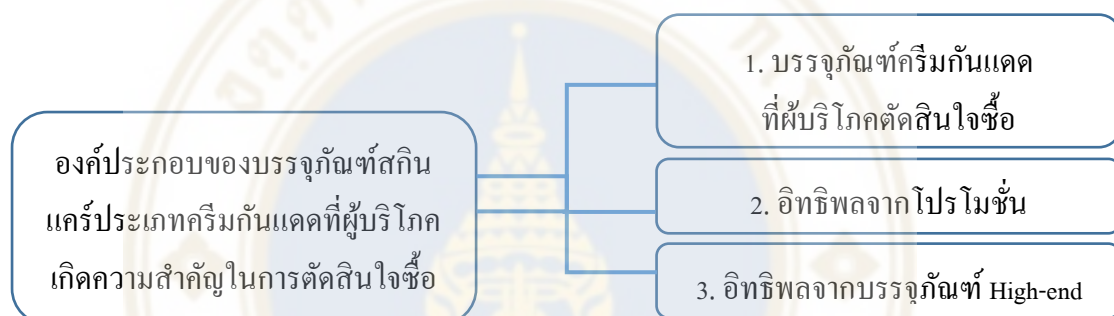 องค์ประกอบของบรรจุภัณฑ์สกิน
แคร์ประเภทครีมกันแดดที่ผู้บริโภค
เกิดความสำคัญในการตัดสินใจซื้อ
1. บรรจุภัณฑ์ครีมกันแดด
ที่ผู้บริโภคตัดสินใจซื้อ
2. อิทธิพลจากโปรโมชั่น
3. อิทธิพลจากบรรจุภัณฑ์ High-end